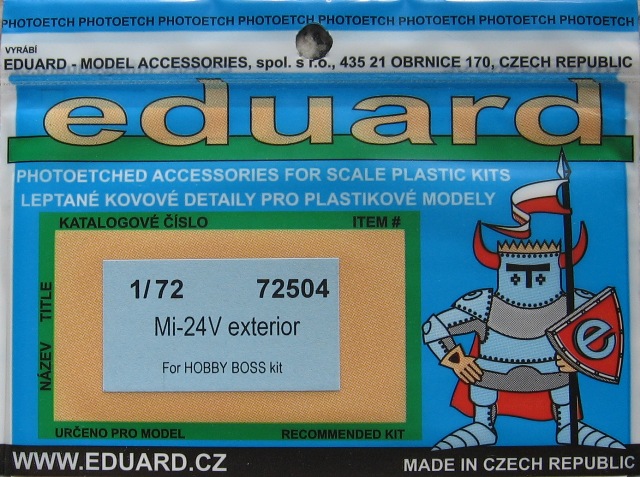 PHOTOETCH PHOTOETCH PHOTOETCH PHOTOETCH PHOTOETCH PHOTOETCH PHOTOETCH PHOTOETCH
VYRÁBÍ
EDUARD - MODEL ACCESSORIES, spol. s r.o., 435 21 OBRNICE 170, CZECH REPUBLIC
eduard
PHOTOETCHED ACCESSORIES FOR SCALE PLASTIC KITS
LEPTANÉ KOVOVÉ DETAILY PRO PLASTIKOVÉ MODELY
KATALOGOVÉ ČÍSLO ITEM #
NÁZEV TITLE
1/72 72504
Mi-24V exterior
For HOBBY BOSS kit
e
URČENO PRO MODEL RECOMMENDED KIT
WWW.EDUARD.CZ MADE IN CZECH REPUBLIC